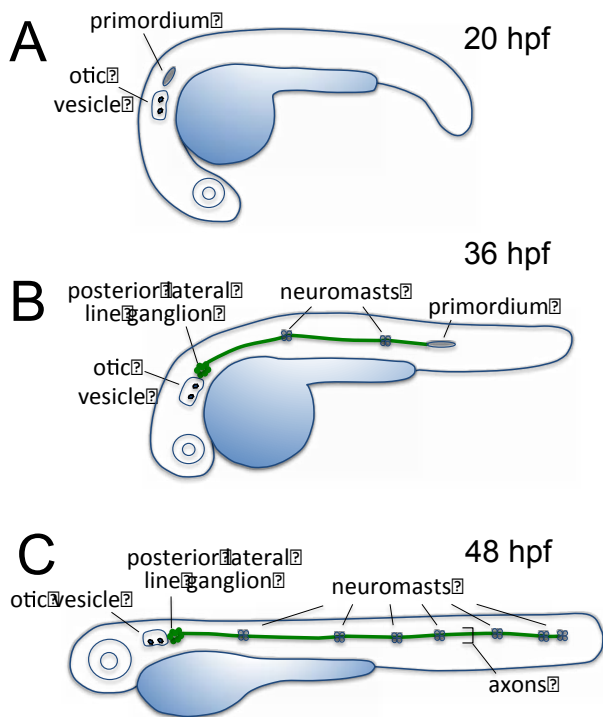 A
20 hpf
primordium
otic
vesicle
36 hpf
B
posterior lateral
line ganglion
neuromasts
primordium
otic
vesicle
C
48 hpf
posterior lateral
line ganglion
neuromasts
otic vesicle
axons